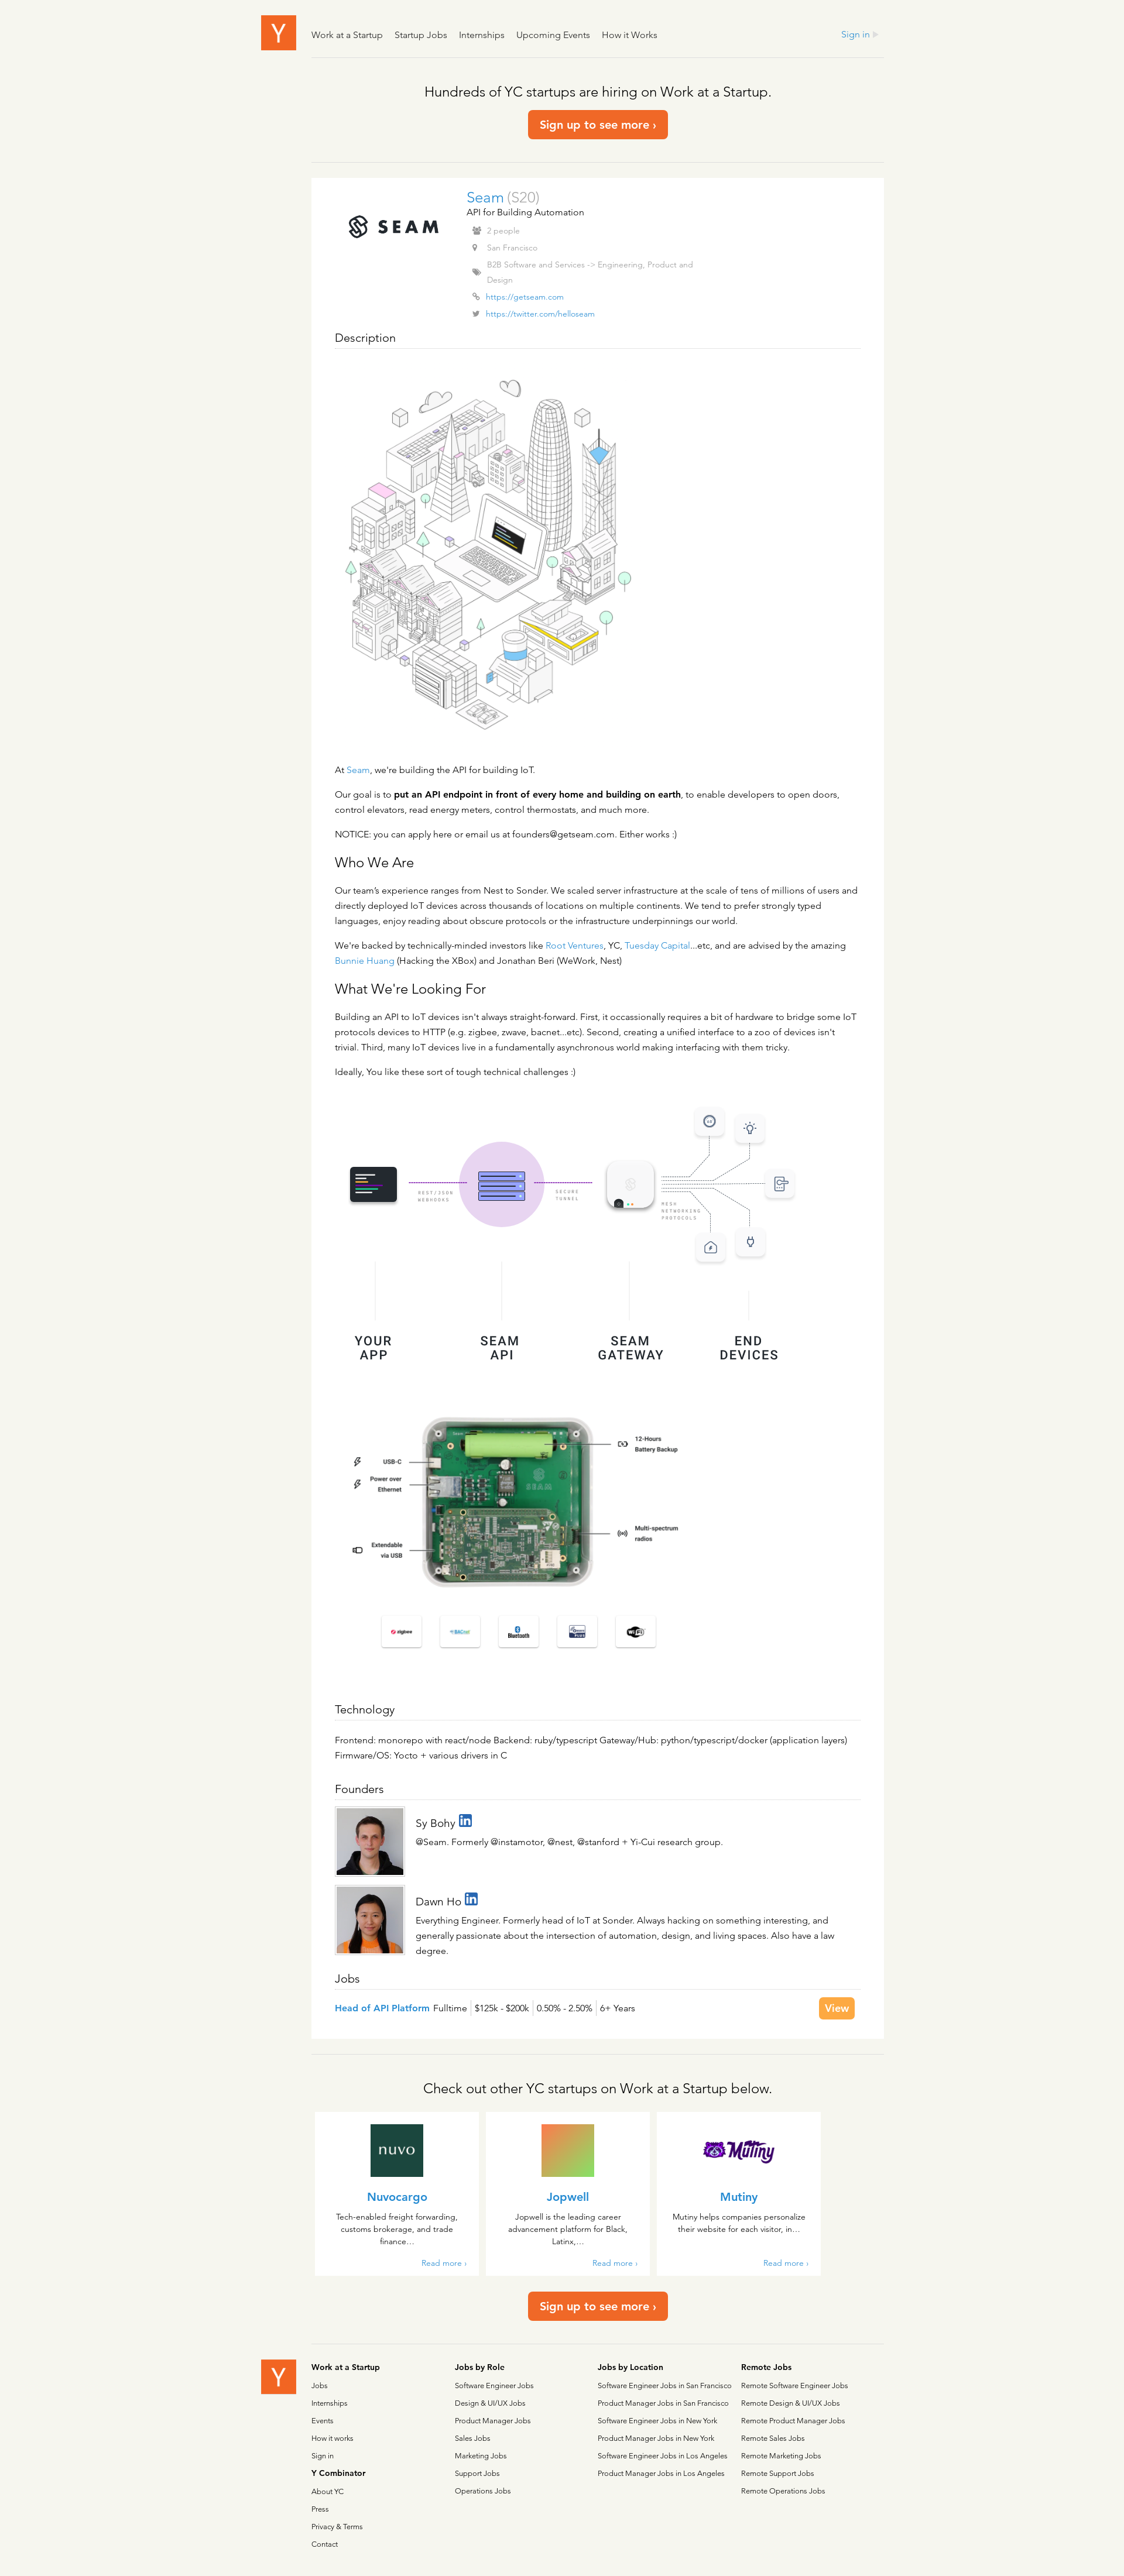 Y
Work at a Startup Startup Jobs Internships Upcoming Events How it Works Sign in
Hundreds of YC startups are hiring on Work at a Startup.
Sign up to see more ›
SEAM
Seam (S20)
API for Building Automation
2 people
San Francisco
B2B Software and Services -> Engineering, Product and
Design
https://getseam.com
https://twitter.com/helloseam
Description
At Seam, we're building the API for building IoT.
Our goal is to put an API endpoint in front of every home and building on earth, to enable developers to open doors,
control elevators, read energy meters, control thermostats, and much more.
NOTICE: you can apply here or email us at founders@getseam.com. Either works :)
Who We Are
Our team's experience ranges from Nest to Sonder. We scaled server infrastructure at the scale of tens of millions of users and
directly deployed IoT devices across thousands of locations on multiple continents. We tend to prefer strongly typed
languages, enjoy reading about obscure protocols or the infrastructure underpinnings our world.
We're backed by technically-minded investors like Root Ventures, YC, Tuesday Capital...etc, and are advised by the amazing
Bunnie Huang (Hacking the XBox) and Jonathan Beri (WeWork, Nest)
What We're Looking For
Building an API to IoT devices isn't always straight-forward. First, it occassionally requires a bit of hardware to bridge some IoT
protocols devices to HTTP (e.g. zigbee, zwave, bacnet...etc). Second, creating a unified interface to a zoo of devices isn't
trivial. Third, many IoT devices live in a fundamentally asynchronous world making interfacing with them tricky.
Ideally, You like these sort of tough technical challenges :)
REST/JSON
WEBHOOKS
SECURE
TUNNEL
MESH
NETWORKING
PROTOCOLS
YOUR
APP
SEAM
API
SEAM
GATEWAY
END
DEVICES
12-Hours
Battery Backup
USB-C
Power over
Ethernet
SEAM
Extendable
via USB
Multi-spectrum
radios
zigbee
BACnet
Bluetooth
WiFi
Technology
Frontend: monorepo with react/node Backend: ruby/typescript Gateway/Hub: python/typescript/docker (application layers)
Firmware/OS: Yocto + various drivers in C
Founders
Sy Bohy in
@Seam. Formerly @instamotor, @nest, @stanford + Yi-Cui research group.
Dawn Ho in
Everything Engineer. Formerly head of IoT at Sonder. Always hacking on something interesting, and
generally passionate about the intersection of automation, design, and living spaces. Also have a law
degree.
Jobs
Head of API Platform Fulltime $125k - $200k 0.50% - 2.50% 6+ Years View
Check out other YC startups on Work at a Startup below.
nuvo
Nuvocargo
Tech-enabled freight forwarding,
customs brokerage, and trade
finance…
Read more ›
Jopwell
Jopwell is the leading career
advancement platform for Black,
Latinx,…
Read more ›
Mutiny
Mutiny
Mutiny helps companies personalize
their website for each visitor, in…
Read more ›
Sign up to see more ›
Y
Work at a Startup
Jobs
Internships
Events
How it works
Sign in
Y Combinator
About YC
Press
Privacy & Terms
Contact
Jobs by Role
Software Engineer Jobs
Design & UI/UX Jobs
Product Manager Jobs
Sales Jobs
Marketing Jobs
Support Jobs
Operations Jobs
Jobs by Location
Software Engineer Jobs in San Francisco
Product Manager Jobs in San Francisco
Software Engineer Jobs in New York
Product Manager Jobs in New York
Software Engineer Jobs in Los Angeles
Product Manager Jobs in Los Angeles
Remote Jobs
Remote Software Engineer Jobs
Remote Design & UI/UX Jobs
Remote Product Manager Jobs
Remote Sales Jobs
Remote Marketing Jobs
Remote Support Jobs
Remote Operations Jobs